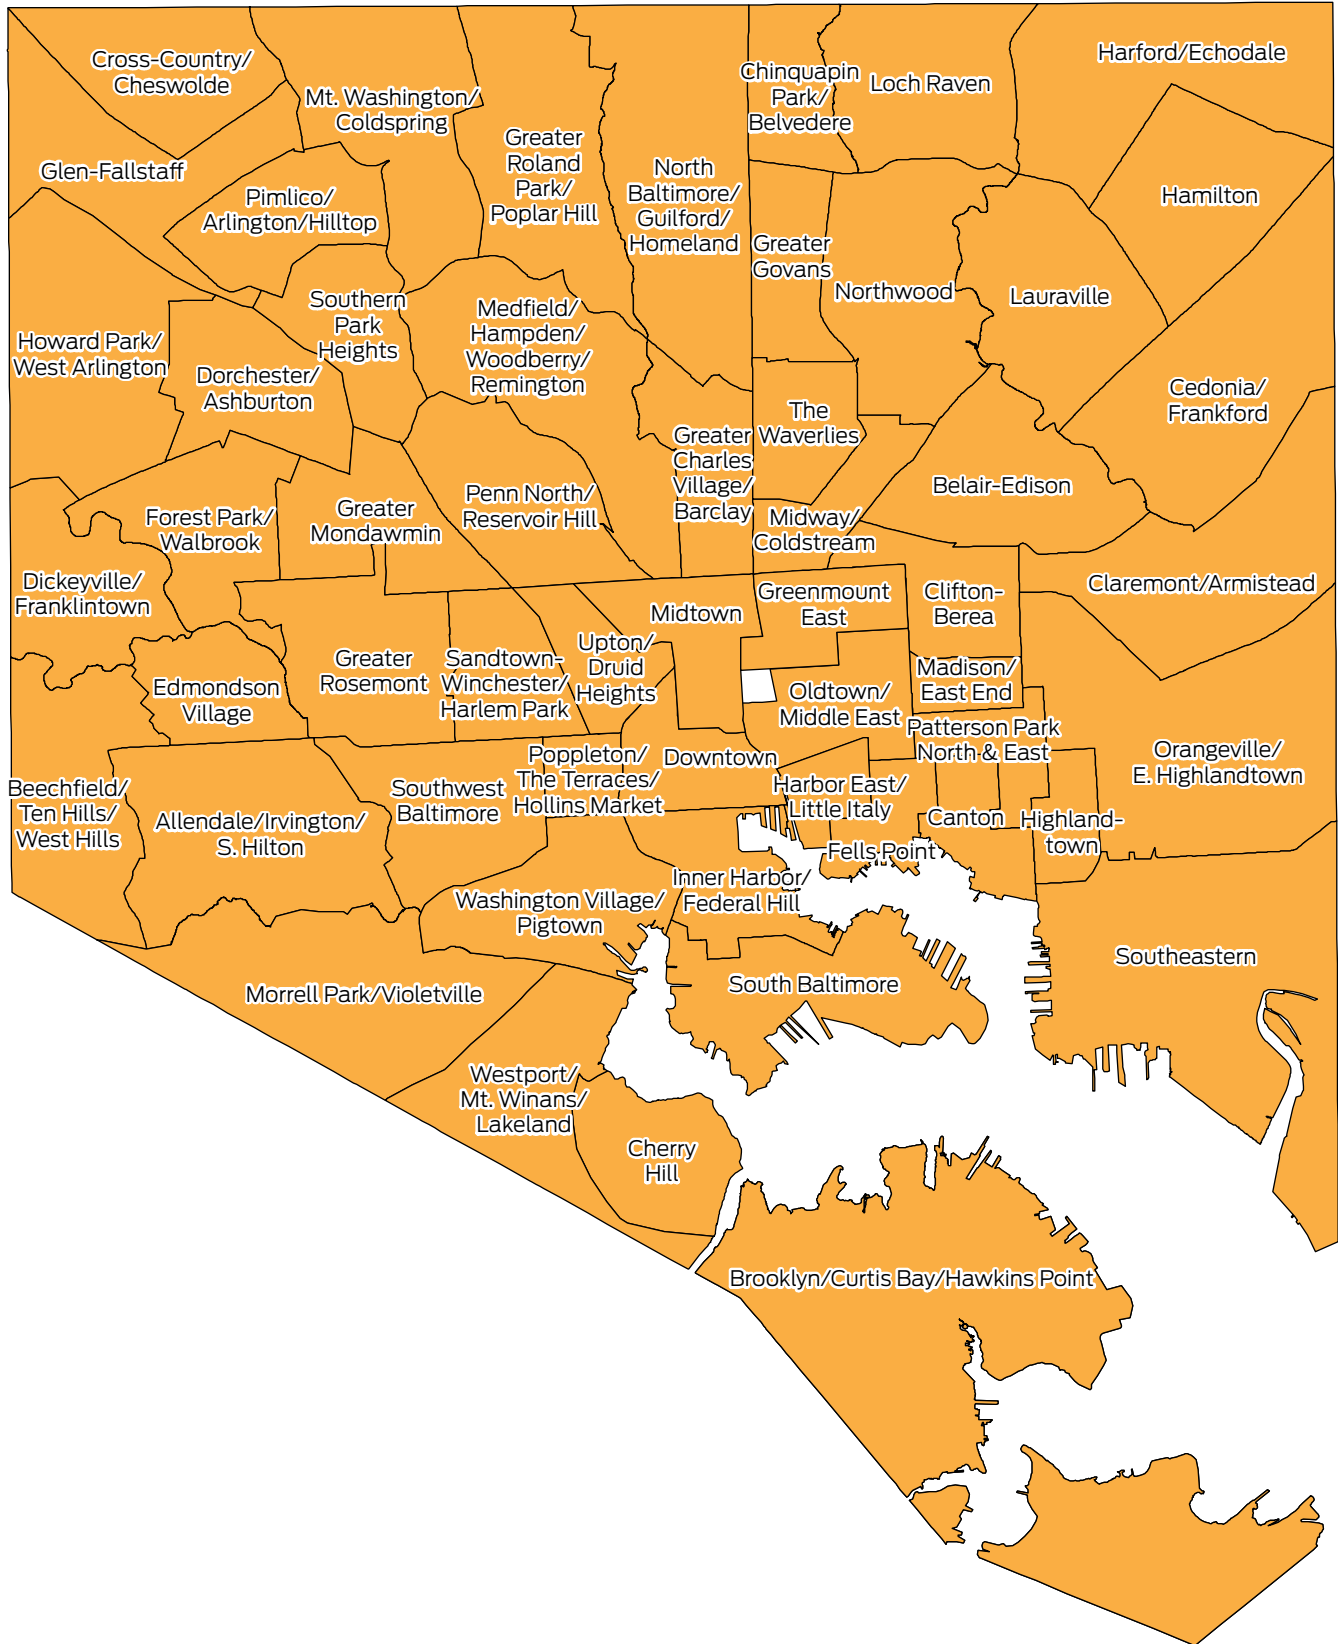 Cross-Country/
Cheswolde
Mt. Washington/
Coldspring
Greater
Roland
Park/
Poplar Hill
North
Baltimore/
Guilford/
Homeland
Chinquapin
Park/
Belvedere
Loch Raven
Harford/Echodale
Glen-Fallstaff
Pimlico/
Arlington/Hilltop
Greater
Govans
Northwood
Lauraville
Hamilton
Howard Park/
West Arlington
Dorchester/
Ashburton
Southern
Park
Heights
Medfield/
Hampden/
Woodberry/
Remington
The
Waverlies
Cedonia/
Frankford
Greater
Charles
Village/
Barclay
Belair-Edison
Forest Park/
Walbrook
Greater
Mondawmin
Penn North/
Reservoir Hill
Midway/
Coldstream
Dickeyville/
Franklintown
Midtown
Greenmount
East
Clifton-
Berea
Claremont/Armistead
Edmondson
Village
Greater
Rosemont
Sandtown-
Winchester/
Harlem Park
Upton/
Druid
Heights
Oldtown/
Middle East
Madison/
East End
Patterson Park
North & East
Orangeville/
E. Highlandtown
Beechfield/
Ten Hills/
West Hills
Allendale/Irvington/
S. Hilton
Southwest
Baltimore
Poppleton/
The Terraces/
Hollins Market
Downtown
Harbor East/
Little Italy
Canton
Highland-
town
Fells Point
Washington Village/
Pigtown
Inner Harbor/
Federal Hill
South Baltimore
Southeastern
Morrell Park/Violetville
Westport/
Mt. Winans/
Lakeland
Cherry
Hill
Brooklyn/Curtis Bay/Hawkins Point